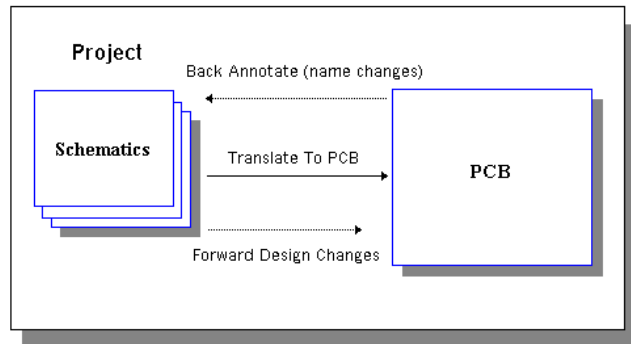 Project
Back Annotate (name changes)
Schematics
Translate To PCB
PCB
Forward Design Changes